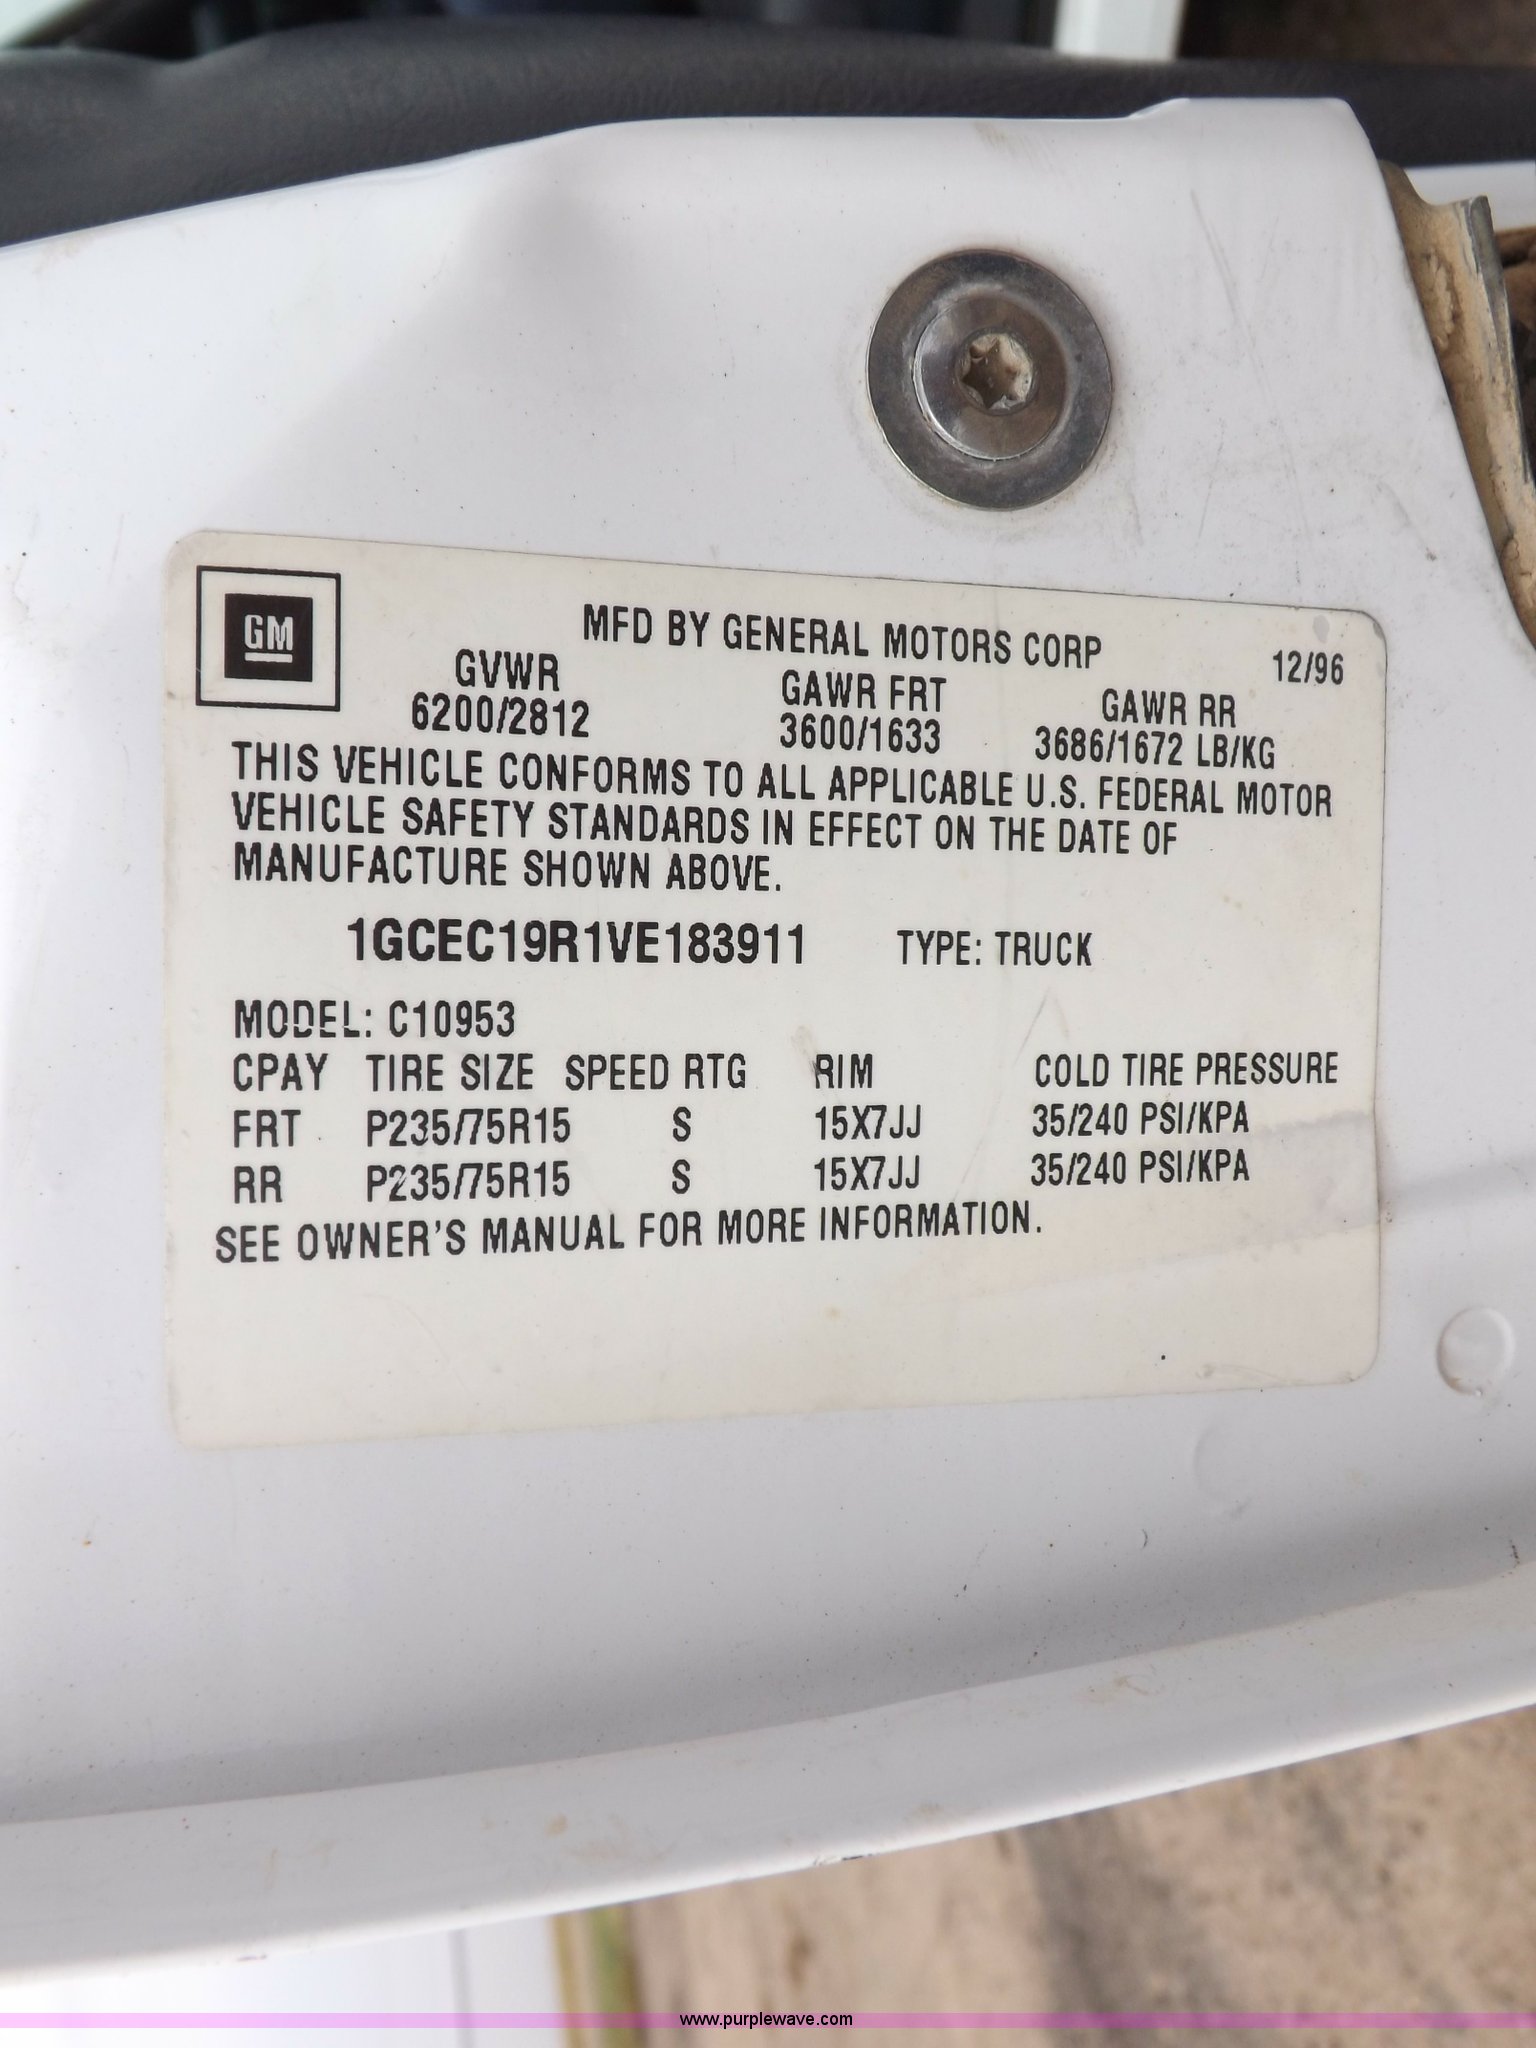 GM
MFD BY GENERAL MOTORS CORP
12/96
GVWR GAWR FRT GAWR RR
6200/2812 3600/1633 3686/1672 LB/KG
THIS VEHICLE CONFORMS TO ALL APPLICABLE U.S. FEDERAL MOTOR
VEHICLE SAFETY STANDARDS IN EFFECT ON THE DATE OF
MANUFACTURE SHOWN ABOVE.
1GCEC19R1VE183911 TYPE: TRUCK
MODEL: C10953
CPAY TIRE SIZE SPEED RTG RIM COLD TIRE PRESSURE
FRT P235/75R15 S 15X7JJ 35/240 PSI/KPA
RR P235/75R15 S 15X7JJ 35/240 PSI/KPA
SEE OWNER'S MANUAL FOR MORE INFORMATION.
www.purplewave.com